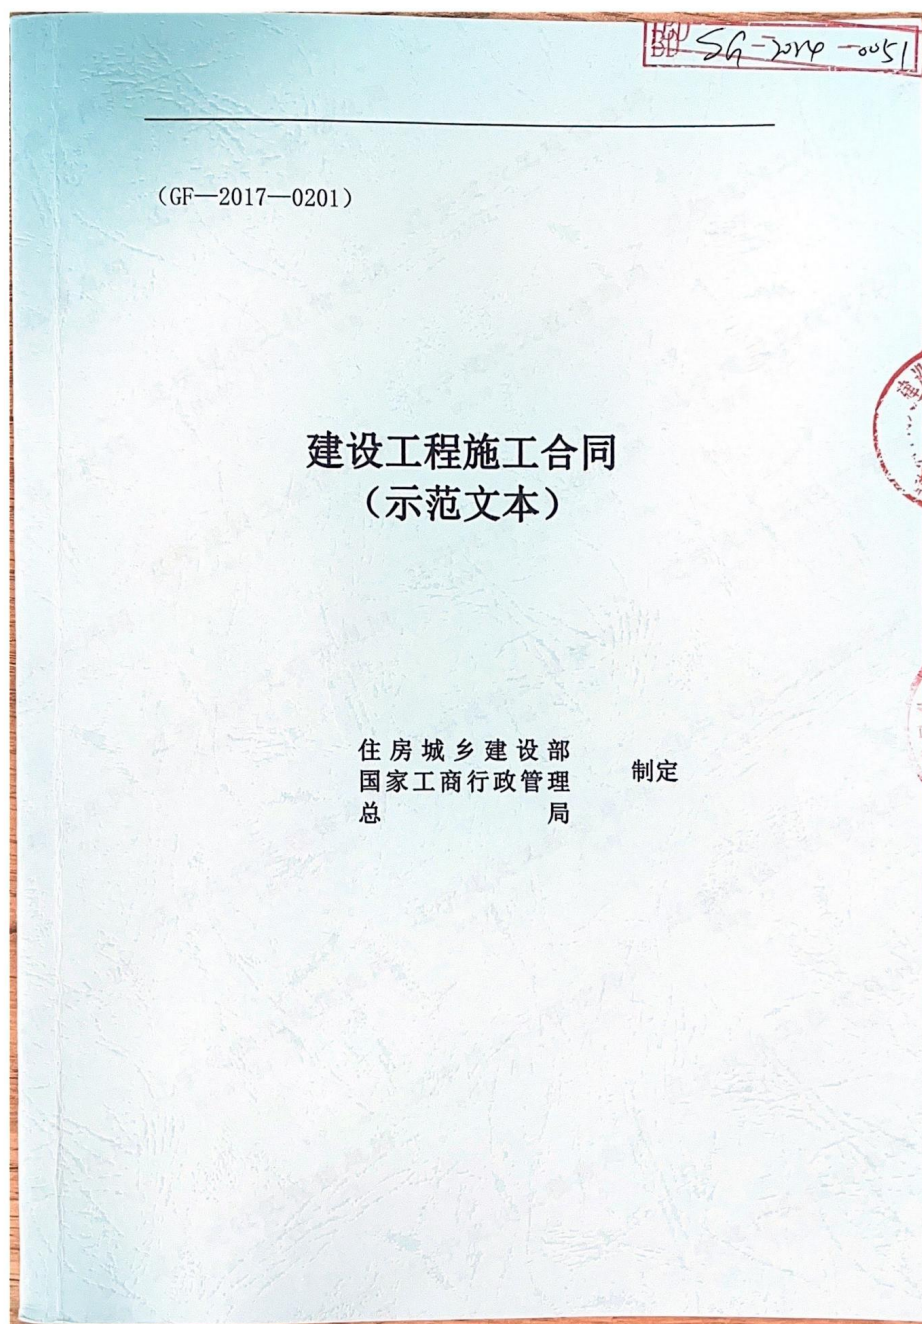 SG-2024-0051
（GF—2017—0201）
建设工程施工合同
（示范文本）
住房城乡建设部
国家工商行政管理
总局
制定